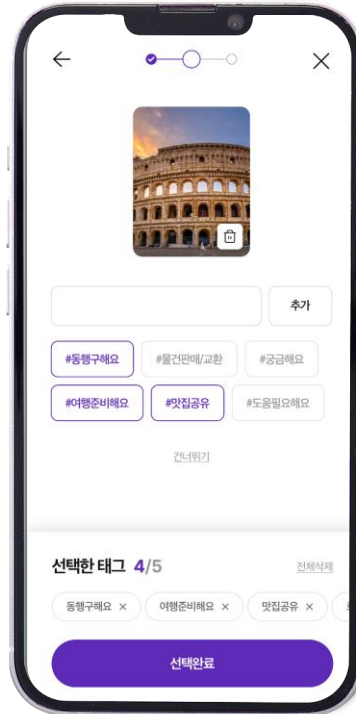 추가
#동행구해요 #물건판매/교환 #궁금해요
#여행준비해요 #맛집공유 #도움필요해요
건너뛰기
선택한 태그 4/5 전체삭제
동행구해요 × 여행준비해요 × 맛집공유 ×
선택완료